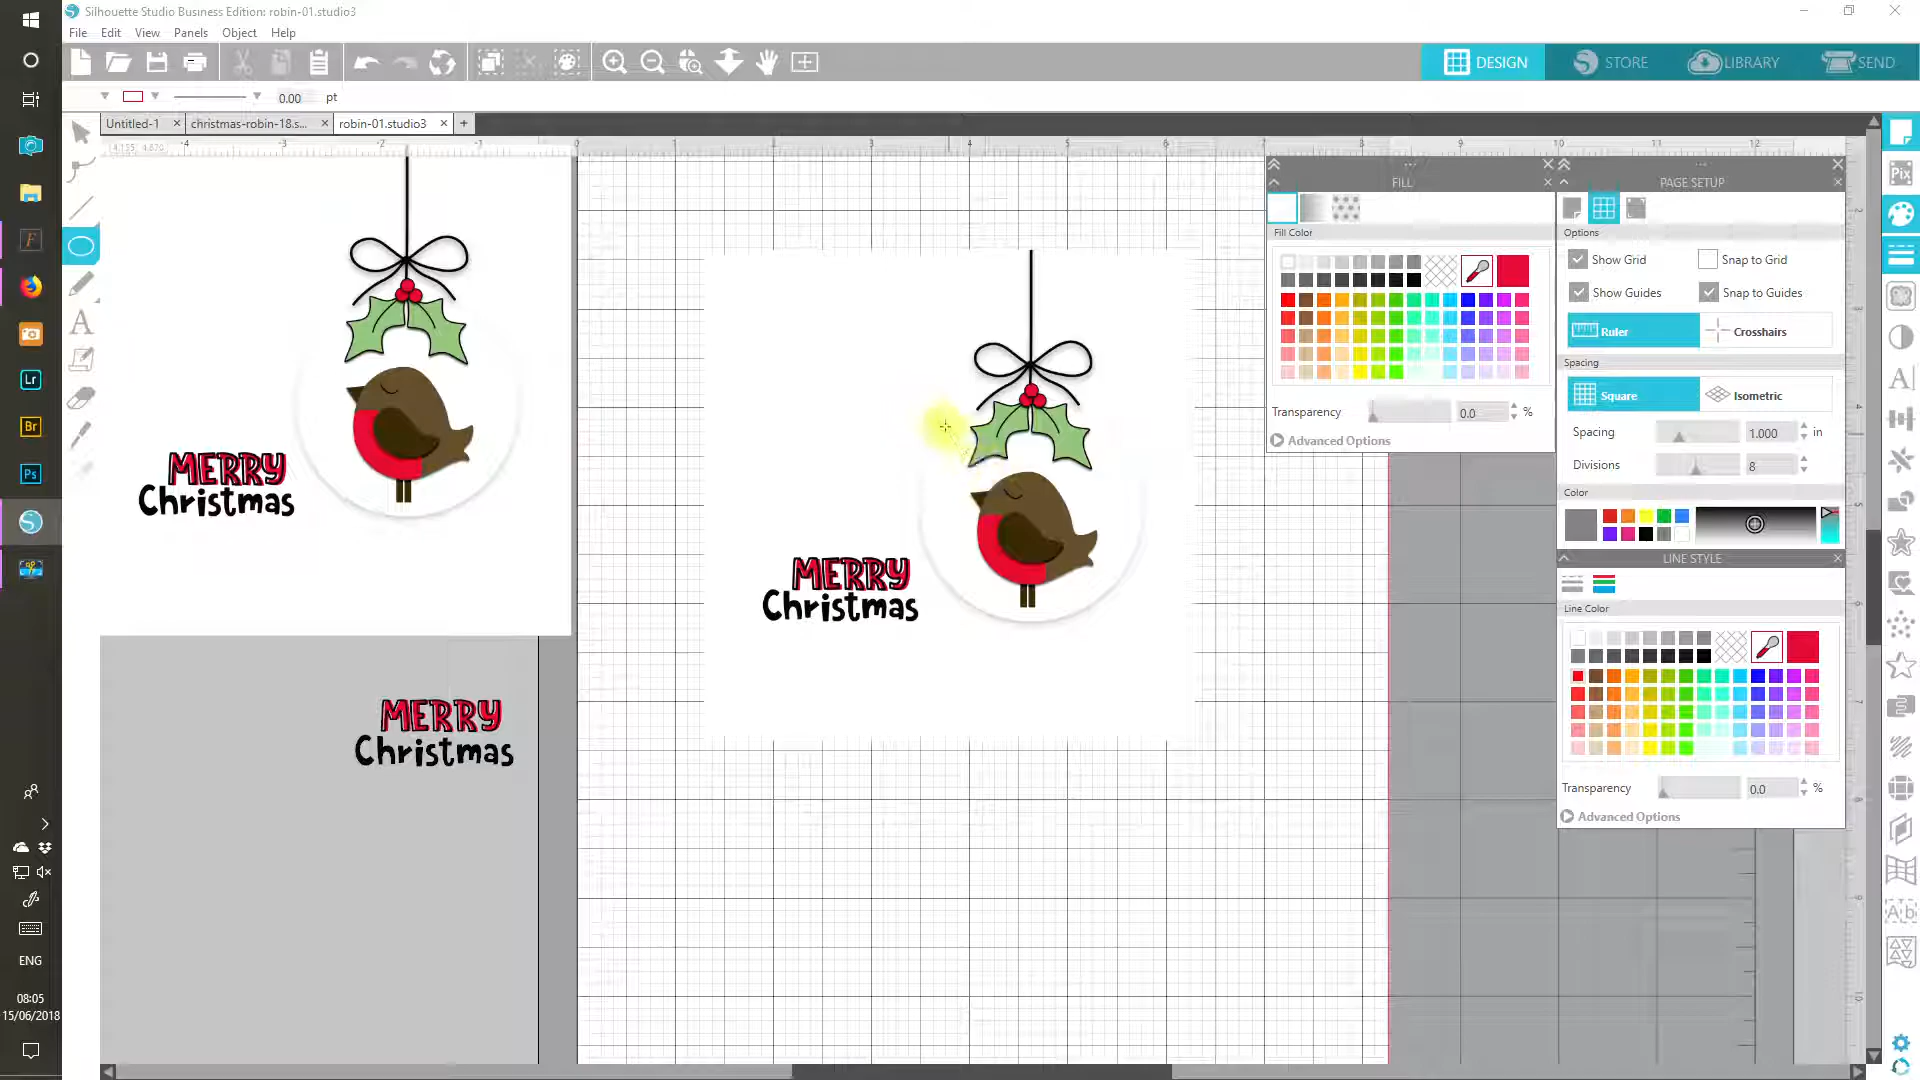 Silhouette Studio Business Edition: robin-01.studio3
File Edit View Panels Object Help
DESIGN STORE LIBRARY SEND
0.00 pt
Untitled-1 christmas-robin-18.s... robin-01.studio3
FILL
Fill Color
Transparency 0.0 %
Advanced Options
PAGE SETUP
Options
Show Grid Snap to Grid
Show Guides Snap to Guides
Ruler Crosshairs
Spacing
Square Isometric
Spacing 1.000 in
Divisions 8
Color
LINE STYLE
Line Color
Transparency 0.0 %
Advanced Options
MERRY
Christmas
MERRY
Christmas
MERRY
Christmas
Pix
Lr
Br
Ps
ENG
08:05
15/06/2018